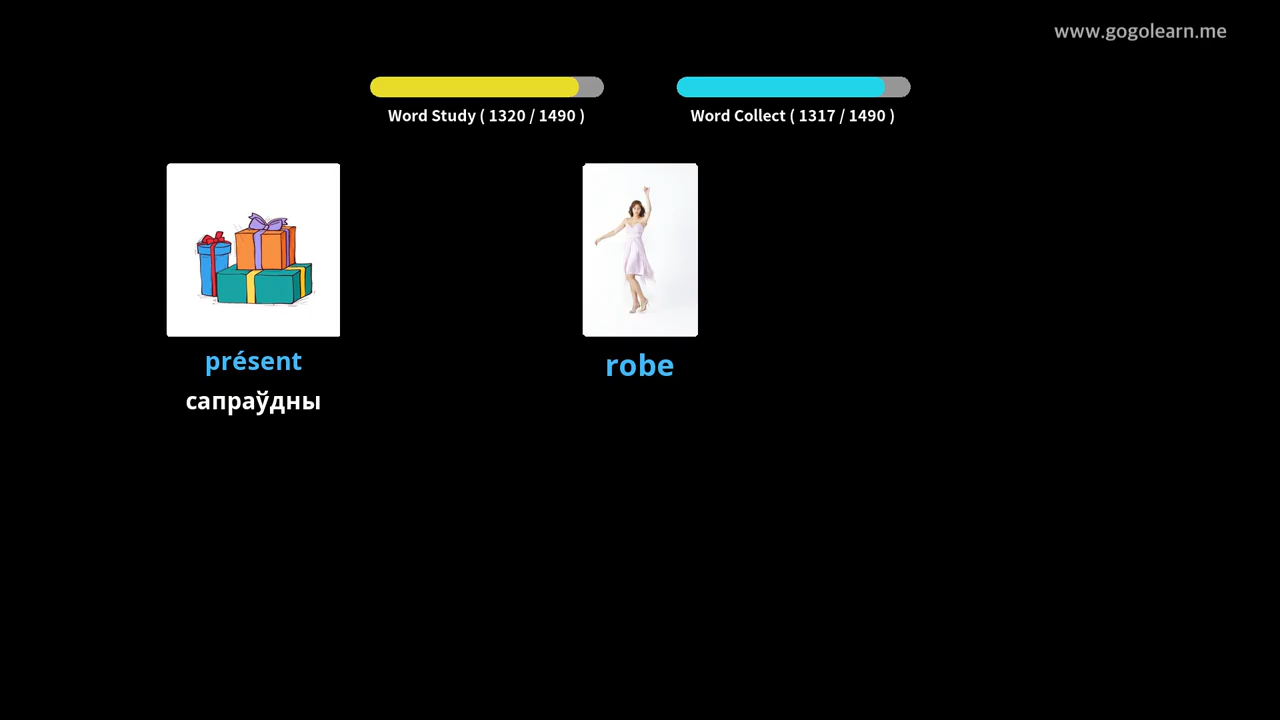 www.gogolearn.me
Word Study ( 1320 / 1490 )
Word Collect ( 1317 / 1490 )
présent
сапраўдны
robe